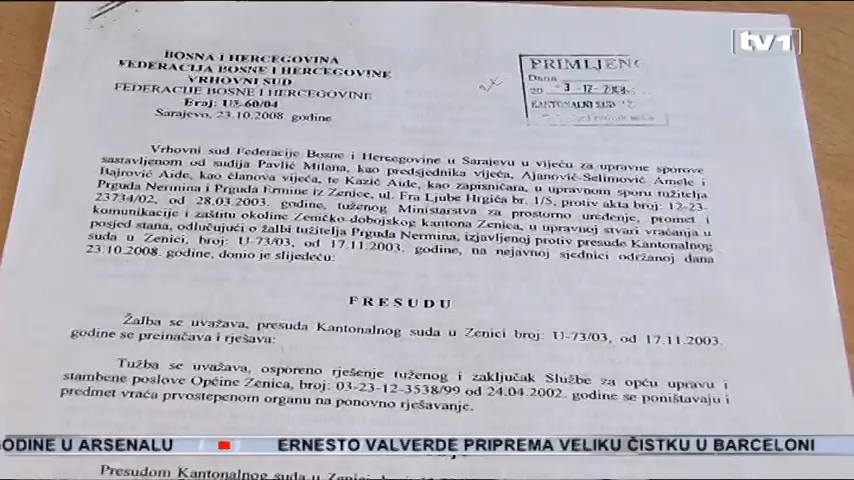 tv1
BOSNA I HERCEGOVINA
FEDERACIJA BOSNE I HERCEGOVINE
VRHOVNI SUD
FEDERACIJE BOSNE I HERCEGOVINE
Broj: Už-60/04
Sarajevo, 23.10.2008. godine
PRIMLJENO
Dana
20
3 -12- 2008
KANTONALNI SUD
Vrhovni sud Federacije Bosne i Hercegovine u Sarajevu u vijeću za upravne sporove
sastavljenom od sudija Pavlić Milana, kao predsjednika vijeća, Ajanović-Selimović Amele i
Bajrović Aide, kao članova vijeća, te Kazić Aide, kao zapisničara, u upravnom sporu tužitelja
Prguda Nermina i Prguda Ermine iz Zenice, ul. Fra Ljube Hrgića br. 1/5, protiv akta broj: 12-23-
23734/02, od 28.03.2003. godine, tuženog Ministarstva za prostorno uređenje, promet i
komunikacije i zaštitu okoline Zeničko-dobojskog kantona Zenica, u upravnoj stvari vraćanja u
posjed stana, odlučujući o žalbi tužitelja Prguda Nermina, izjavljenoj protiv presude Kantonalnog
suda u Zenici, broj: U-73/03, od 17.11.2003. godine, na nejavnoj sjednici održanoj dana
23.10.2008. godine, donio je slijedeću:
P R E S U D U
Žalba se uvažava, presuda Kantonalnog suda u Zenici broj: U-73/03, od 17.11.2003.
godine se preinačava i rješava:
Tužba se uvažava, osporeno rješenje tuženog i zaključak Službe za opću upravu i
stambene poslove Općine Zenica, broj: 03-23-12-3538/99 od 24.04.2002. godine se poništavaju i
predmet vraća prvostepenom organu na ponovno rješavanje.
ODINE U ARSENALU ERNESTO VALVERDE PRIPREMA VELIKU ČISTKU U BARCELONI
Presudom Kantonalnog suda u Zenici